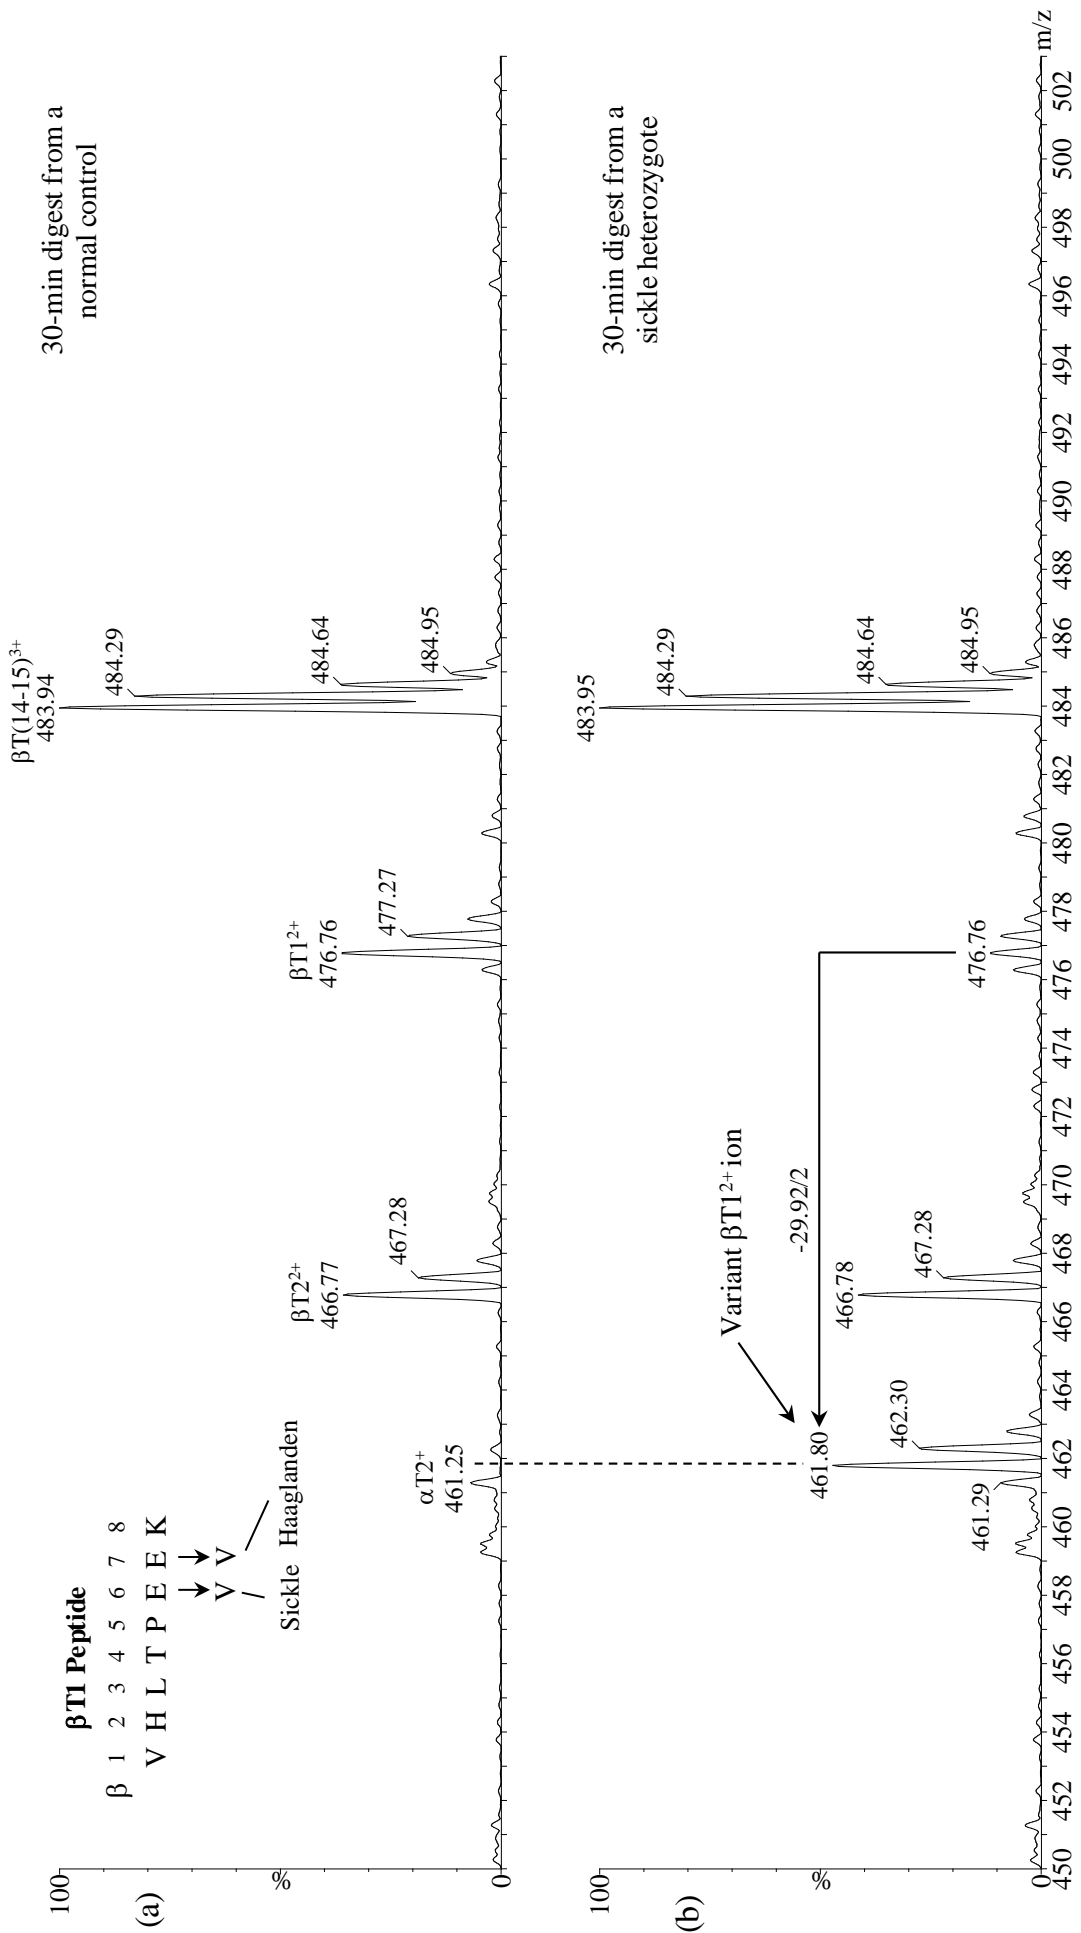 βT1 Peptide
β 1 2 3 4 5 6 7 8
V H L T P E E K
V V
Sickle Haaglanden
30-min digest from a
normal control
100
(a)
%
0
αT2⁺
461.25
βT2²⁺
466.77
467.28
βT1²⁺
476.76
477.27
βT(14-15)³⁺
483.94
484.29
484.64
484.95
30-min digest from a
sickle heterozygote
100
(b)
%
0
461.29
461.80
462.30
Variant βT1²⁺ ion
-29.92/2
466.78
467.28
476.76
483.95
484.29
484.64
484.95
450 452 454 456 458 460 462 464 466 468 470 472 474 476 478 480 482 484 486 488 490 492 494 496 498 500 502
m/z